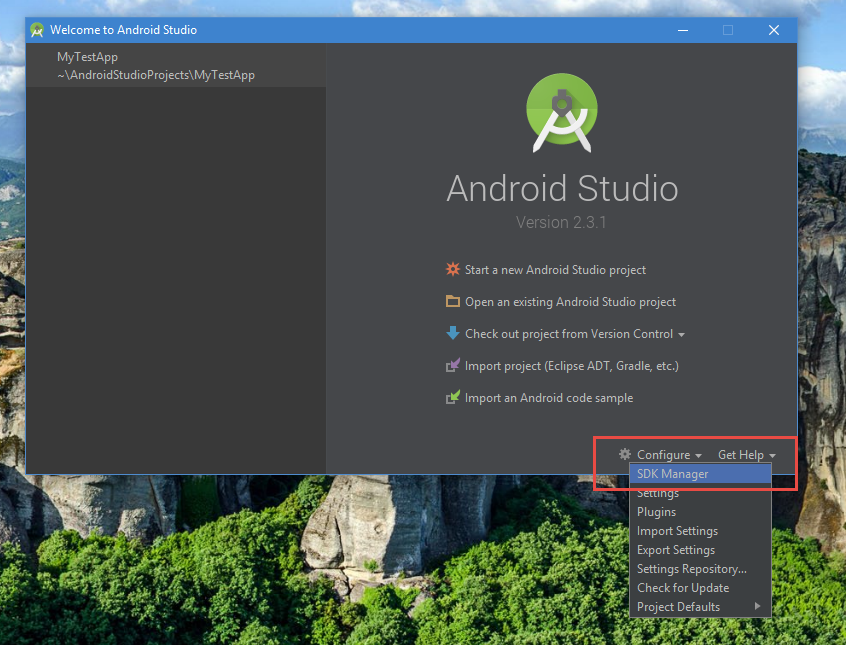 Welcome to Android Studio
MyTestApp
~\AndroidStudioProjects\MyTestApp
Android Studio
Version 2.3.1
Start a new Android Studio project
Open an existing Android Studio project
Check out project from Version Control
Import project (Eclipse ADT, Gradle, etc.)
Import an Android code sample
Configure Get Help
SDK Manager
Settings
Plugins
Import Settings
Export Settings
Settings Repository...
Check for Update
Project Defaults